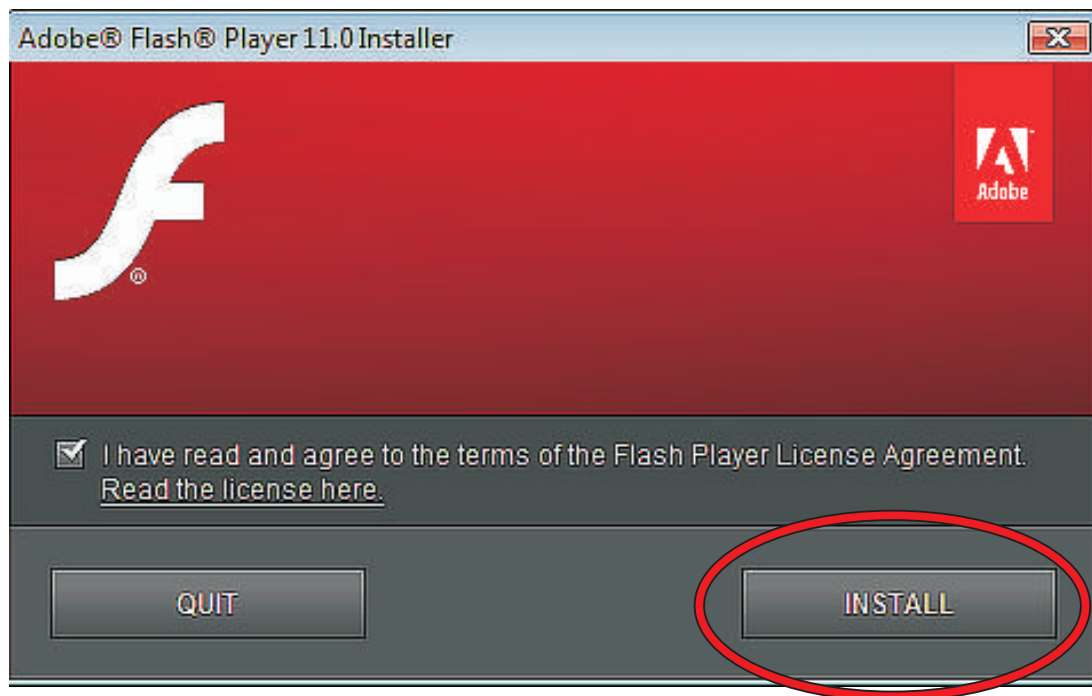 Adobe® Flash® Player 11.0 Installer
®
Adobe
I have read and agree to the terms of the Flash Player License Agreement.
Read the license here.
QUIT
INSTALL